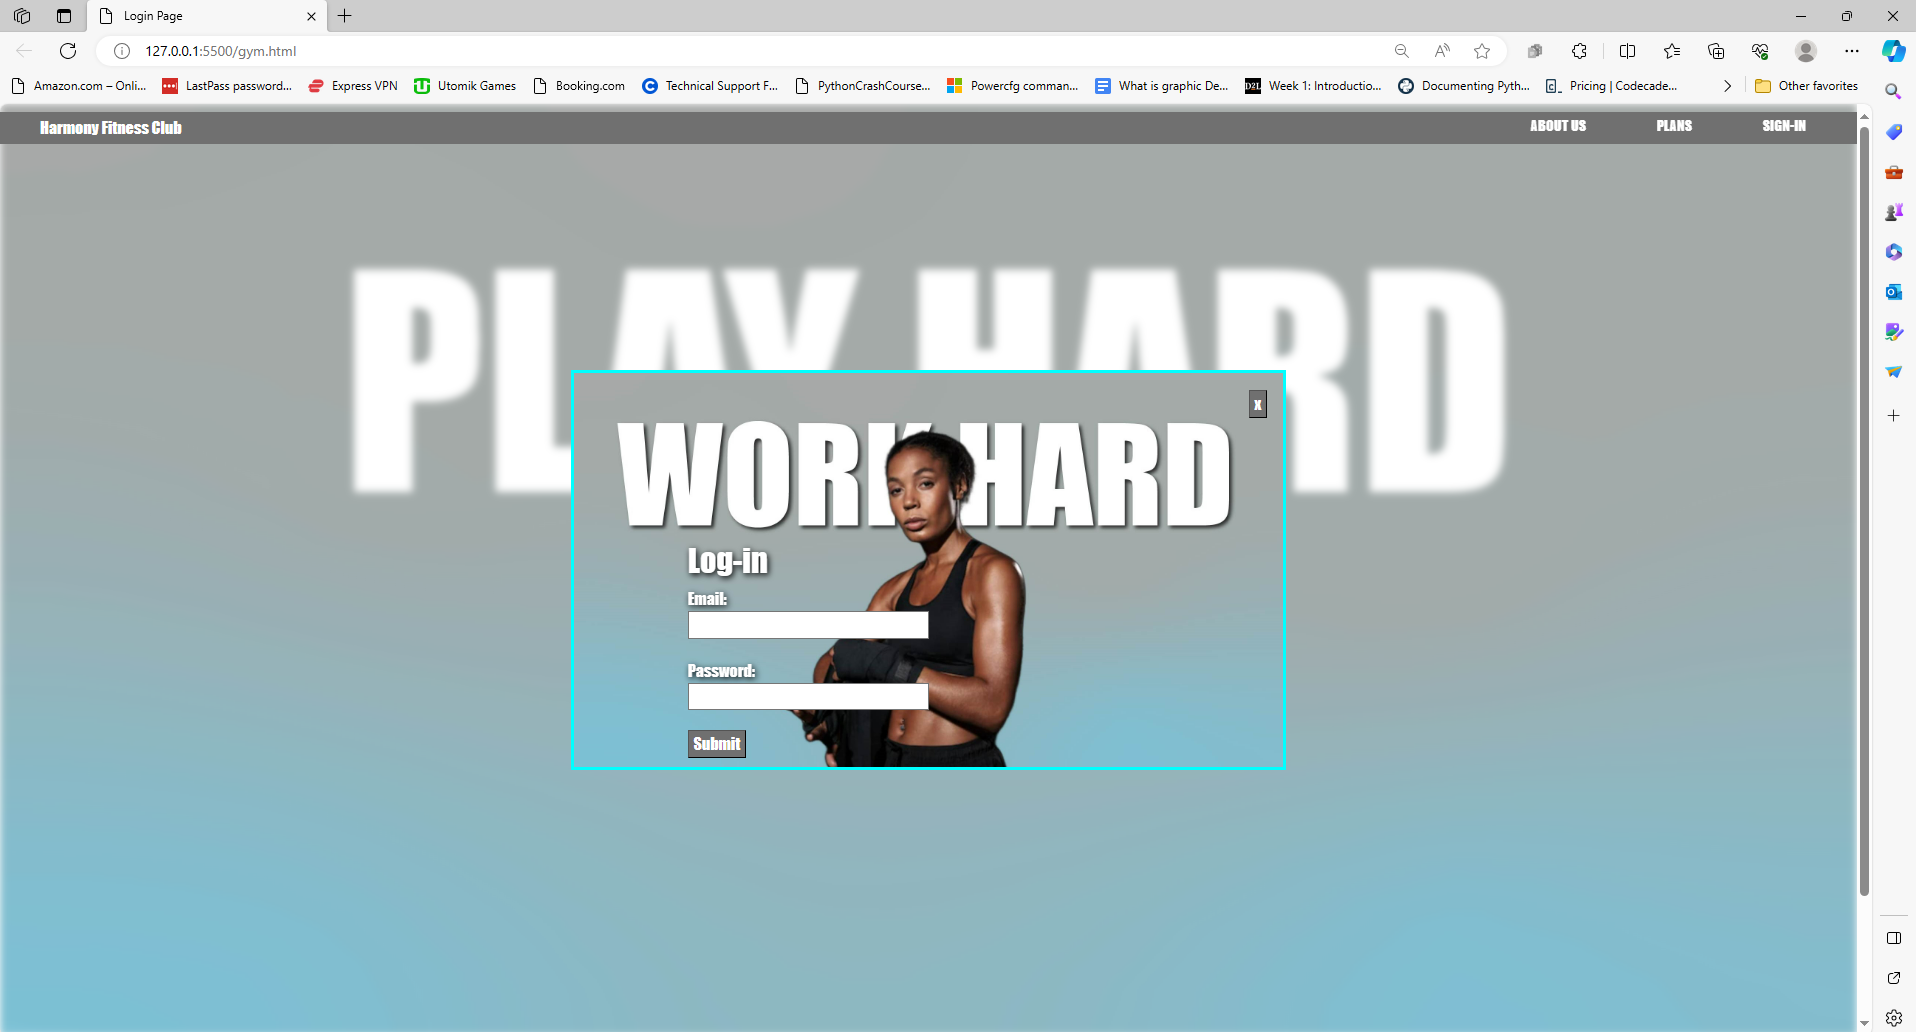 Login Page
127.0.0.1:5500/gym.html
Amazon.com – Onli...
LastPass password...
Express VPN
Utomik Games
Booking.com
Technical Support F...
PythonCrashCourse...
Powercfg comman...
What is graphic De...
D2L
Week 1: Introductio...
Documenting Pyth...
Pricing | Codecade...
Other favorites
Harmony Fitness Club
ABOUT US
PLANS
SIGN-IN
PLAY HARD
x
WORK HARD
Log-in
Email:
Password:
Submit